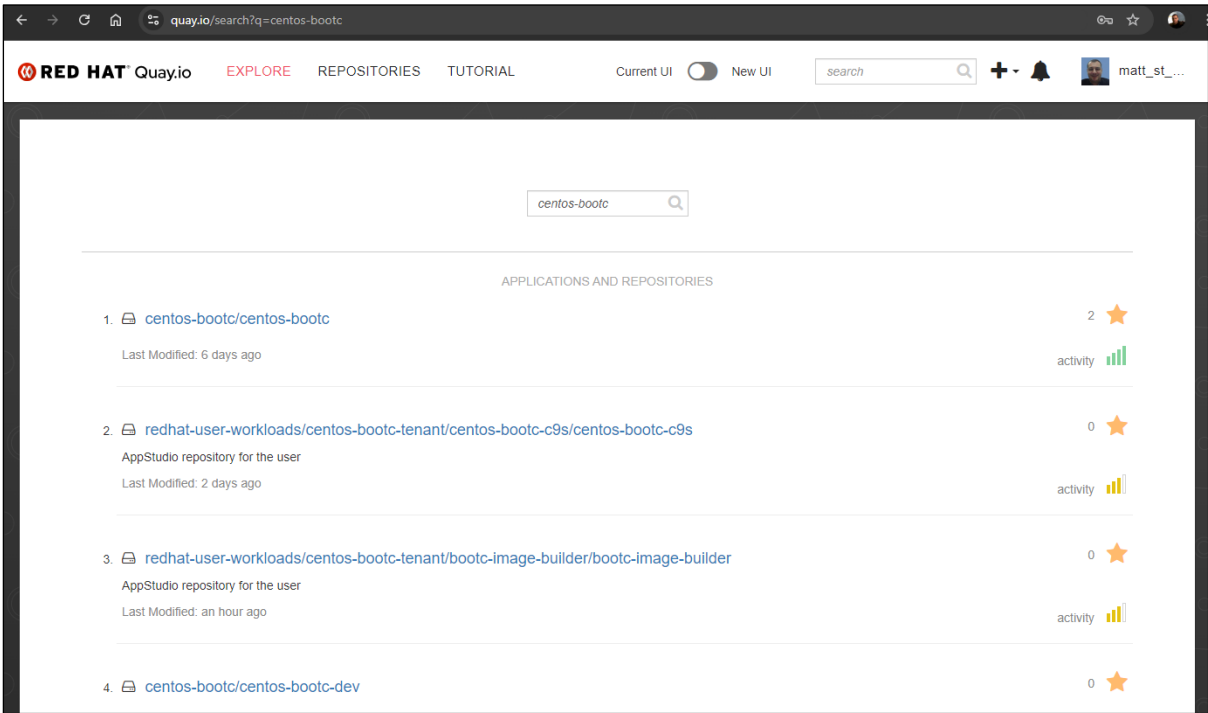 quay.io/search?q=centos-bootc
RED HAT Quay.io EXPLORE REPOSITORIES TUTORIAL Current UI New UI search matt_st_...
centos-bootc
APPLICATIONS AND REPOSITORIES
1. centos-bootc/centos-bootc 2
Last Modified: 6 days ago
activity
2. redhat-user-workloads/centos-bootc-tenant/centos-bootc-c9s/centos-bootc-c9s 0
AppStudio repository for the user
Last Modified: 2 days ago
activity
3. redhat-user-workloads/centos-bootc-tenant/bootc-image-builder/bootc-image-builder 0
AppStudio repository for the user
Last Modified: an hour ago
activity
4. centos-bootc/centos-bootc-dev 0